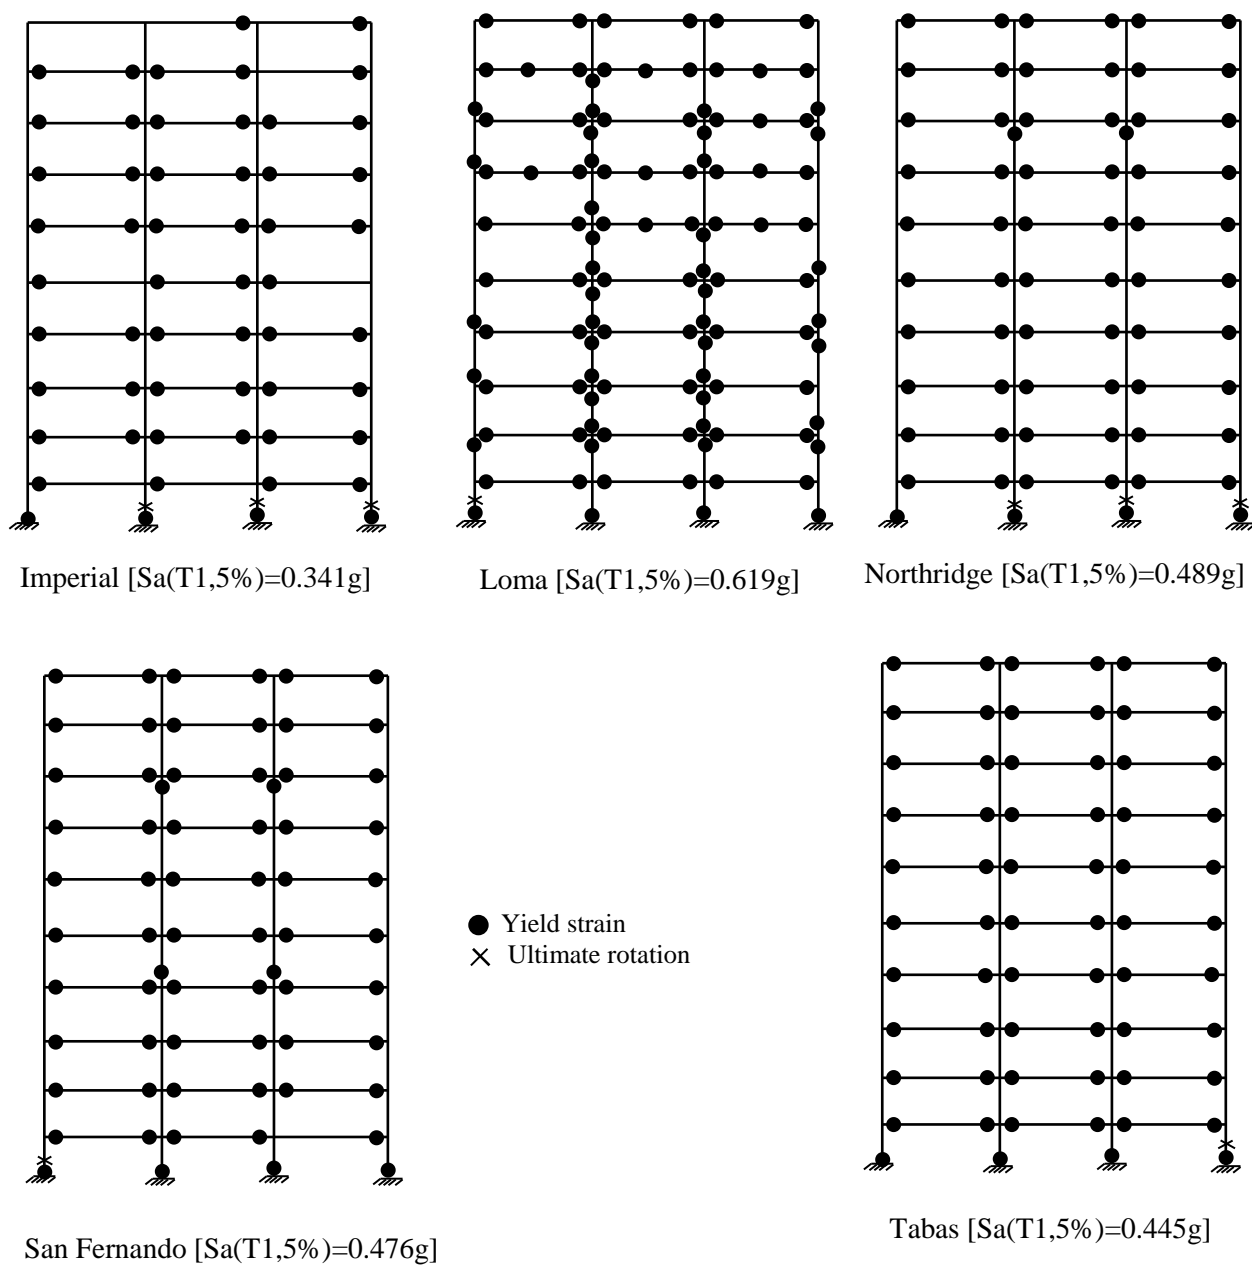 Imperial [Sa(T1,5%)=0.341g]
Loma [Sa(T1,5%)=0.619g]
Northridge [Sa(T1,5%)=0.489g]
Yield strain
Ultimate rotation
San Fernando [Sa(T1,5%)=0.476g]
Tabas [Sa(T1,5%)=0.445g]